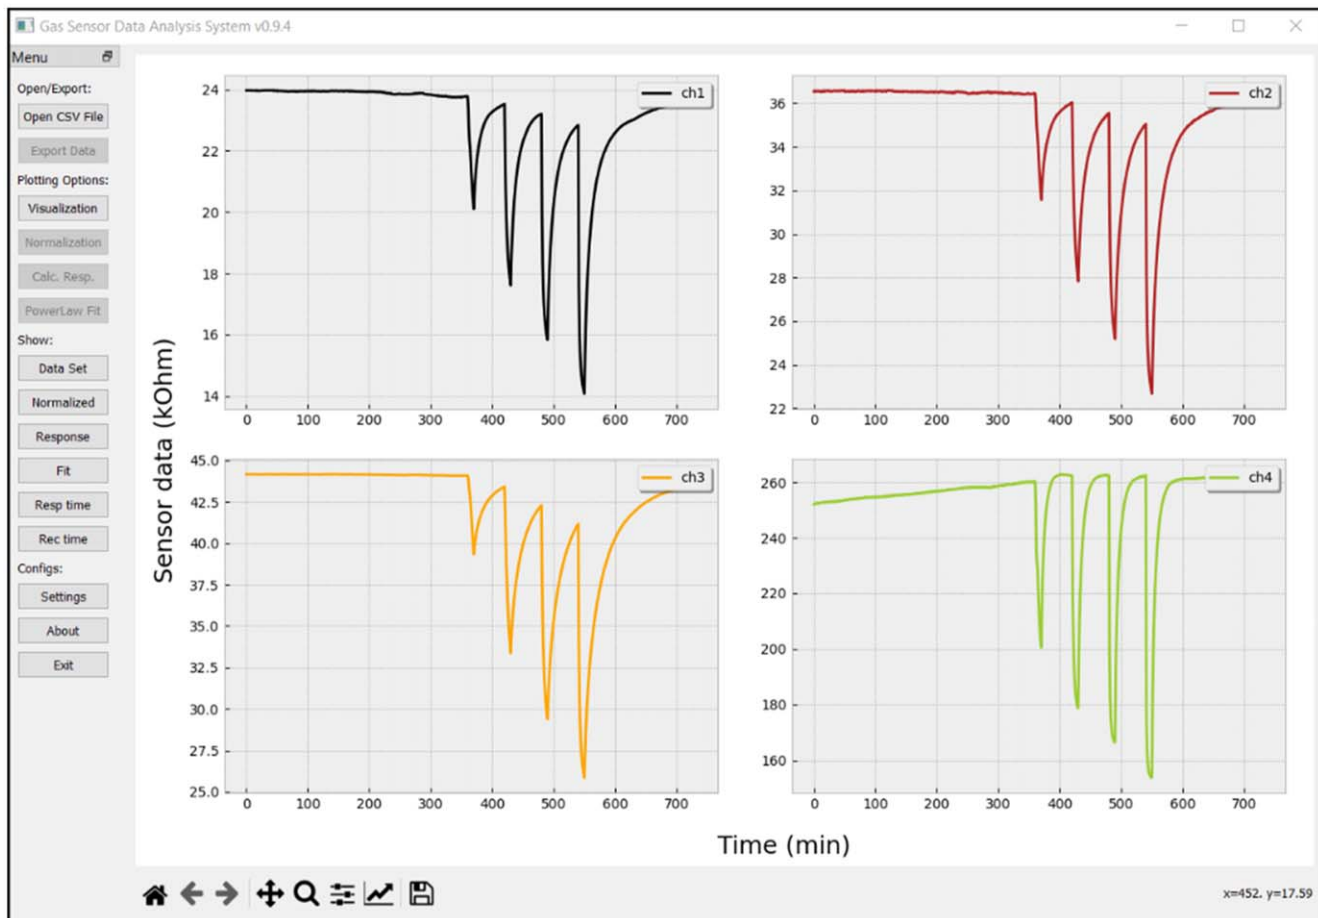 Gas Sensor Data Analysis System v0.9.4
Menu
Open/Export:
Open CSV File
Export Data
Plotting Options:
Visualization
Normalization
Calc. Resp.
PowerLaw Fit
Show:
Data Set
Normalized
Response
Fit
Resp time
Rec time
Configs:
Settings
About
Exit
Sensor data (kOhm)
24
22
20
18
16
14
0 100 200 300 400 500 600 700
ch1
36
34
32
30
28
26
24
22
0 100 200 300 400 500 600 700
ch2
45.0
42.5
40.0
37.5
35.0
32.5
30.0
27.5
25.0
0 100 200 300 400 500 600 700
ch3
260
240
220
200
180
160
0 100 200 300 400 500 600 700
ch4
Time (min)
x=452, y=17.59